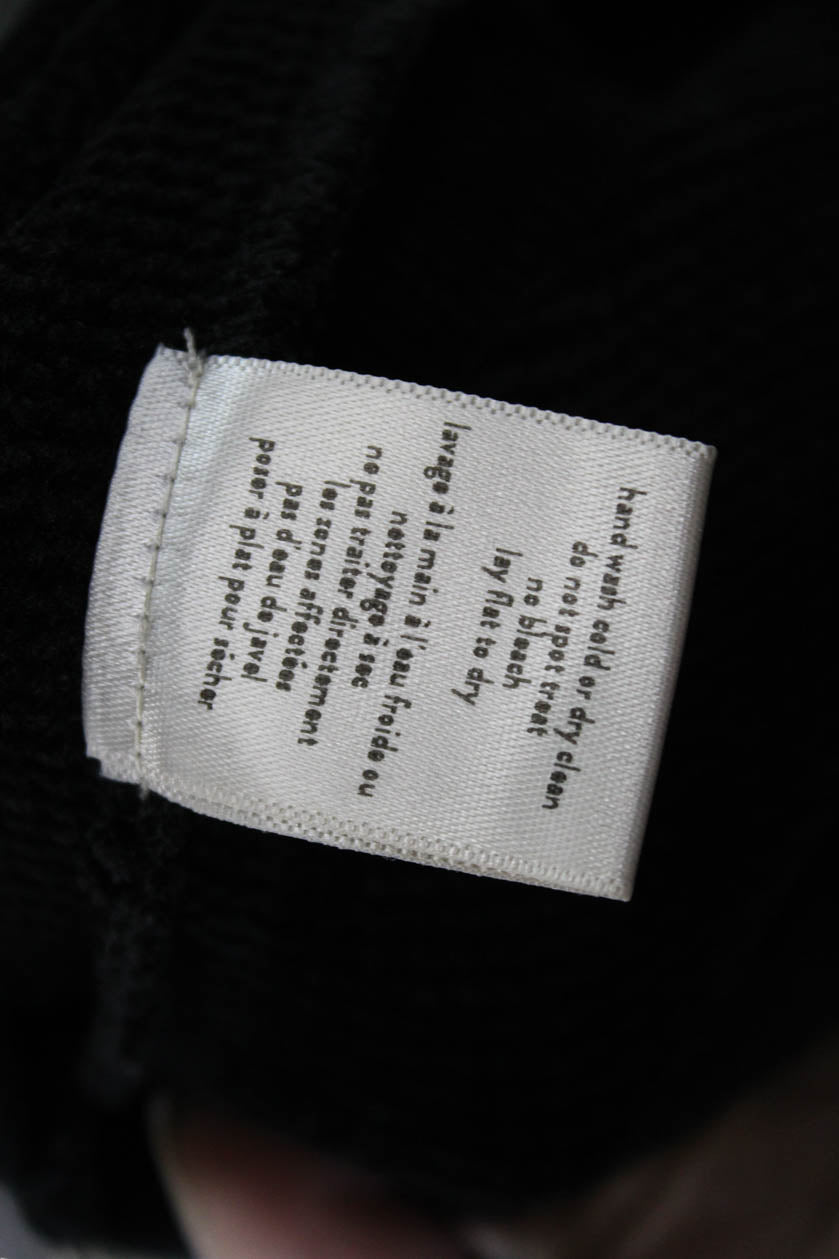 hand wash cold or dry clean
do not spot treat
no bleach
lay flat to dry
lavage à la main à l'eau froide ou
nettoyage à sec
ne pas traiter directement
les zones affectées
pas d'eau de javel
poser à plat pour sécher